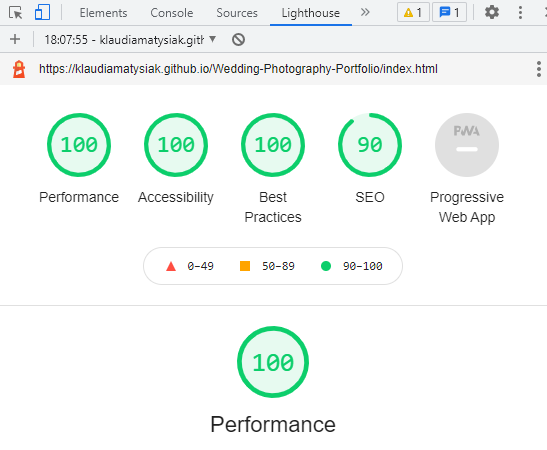 Elements Console Sources Lighthouse » 1 1
+ 18:07:55 - klaudiamatysiak.gith
https://klaudiamatysiak.github.io/Wedding-Photography-Portfolio/index.html
100 100 100 90 PWA
Performance Accessibility Best Practices SEO Progressive Web App
0–49 50–89 90–100
100
Performance